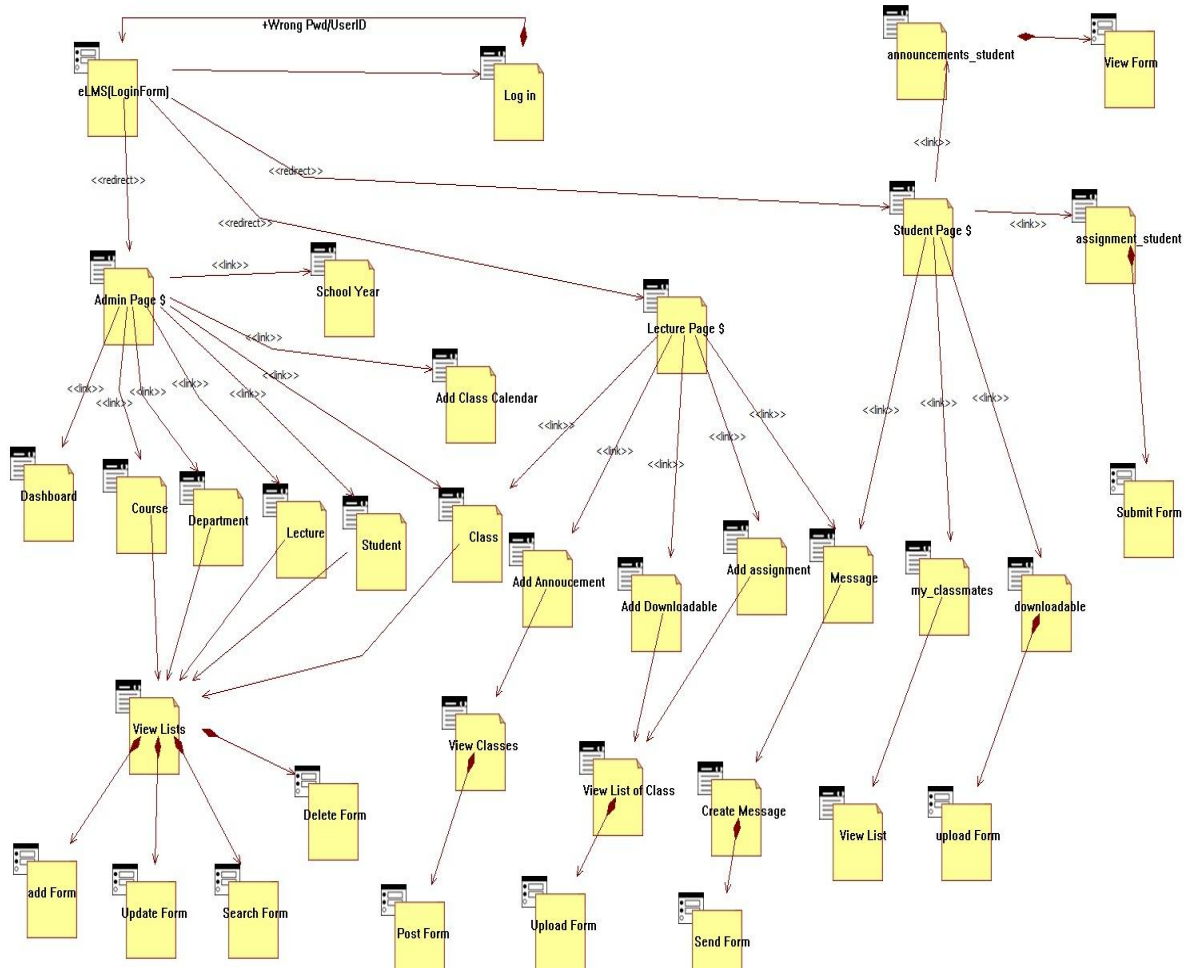 +Wrong Pwd/UserID
announcements_student
View Form
eLMS(LoginForm)
Log in
<<link>>
<<redirect>>
<<redirect>>
<<redirect>>
Student Page $
<<link>>
assignment_student
<<link>>
School Year
Admin Page $
Lecture Page $
<<link>>
<<link>>
Add Class Calendar
<<link>>
<<link>>
<<link>>
<<link>>
<<link>>
<<link>>
<<link>>
<<link>>
<<link>>
<<link>>
<<link>>
<<link>>
<<link>>
<<link>>
Dashboard
Course
Department
Lecture
Student
Class
Submit Form
Add Annoucement
Add Downloadable
Add assignment
Message
my_classmates
downloadable
View Lists
View Classes
View List of Class
Create Message
View List
upload Form
Delete Form
add Form
Update Form
Search Form
Post Form
Upload Form
Send Form